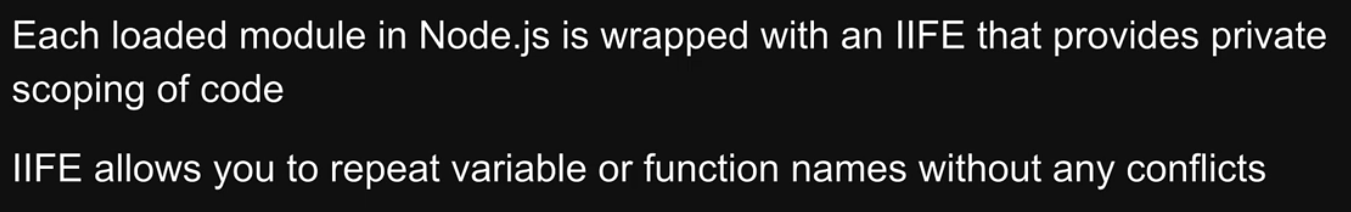 Each loaded module in Node.js is wrapped with an IIFE that provides private
scoping of code
IIFE allows you to repeat variable or function names without any conflicts